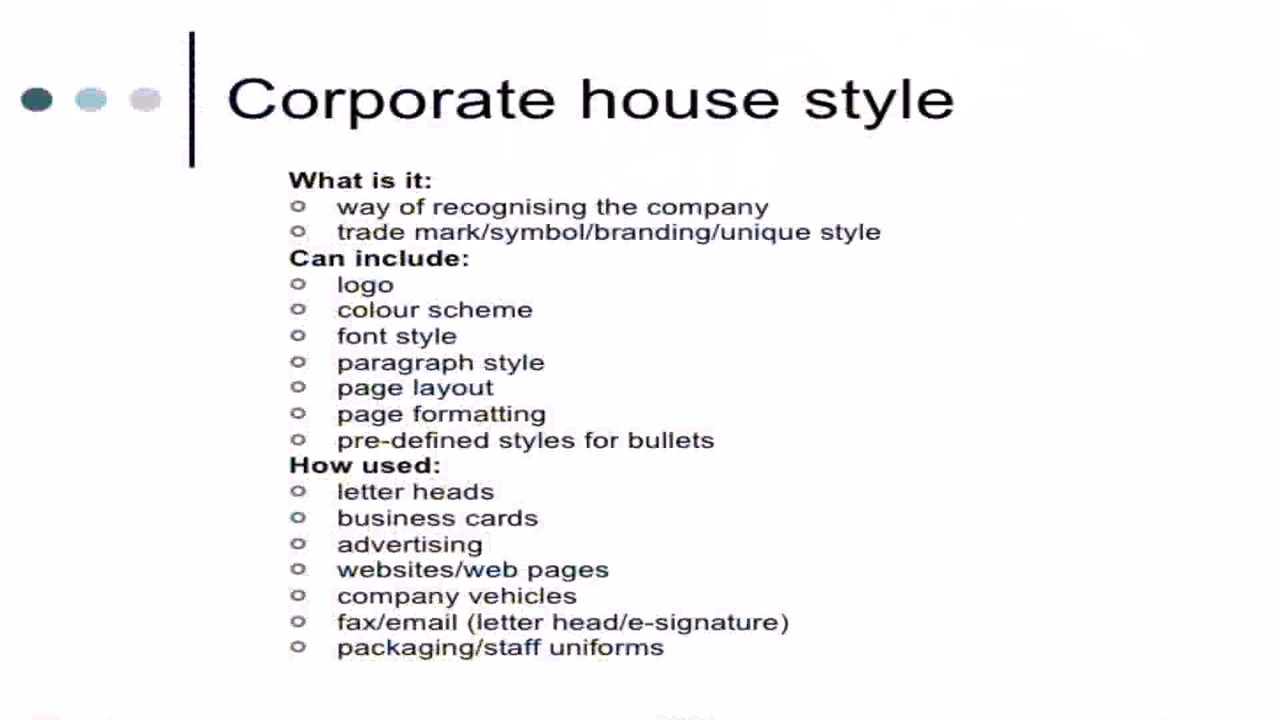 Corporate house style
What is it:
way of recognising the company
trade mark/symbol/branding/unique style
Can include:
logo
colour scheme
font style
paragraph style
page layout
page formatting
pre-defined styles for bullets
How used:
letter heads
business cards
advertising
websites/web pages
company vehicles
fax/email (letter head/e-signature)
packaging/staff uniforms